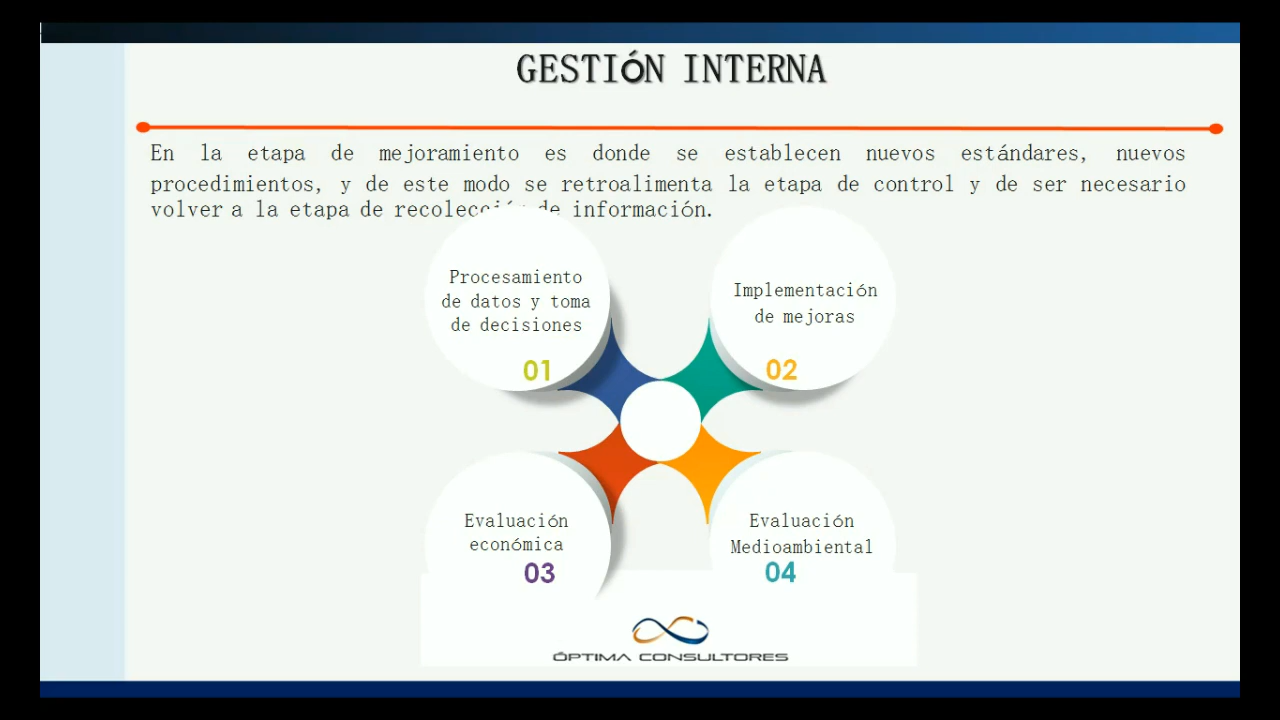 GESTIÓN INTERNA
En la etapa de mejoramiento es donde se establecen nuevos estándares, nuevos
procedimientos, y de este modo se retroalimenta la etapa de control y de ser necesario
volver a la etapa de recolección de información.
Procesamiento
de datos y toma
de decisiones
01
Implementación
de mejoras
02
Evaluación
económica
03
Evaluación
Medioambiental
04
ÓPTIMA CONSULTORES